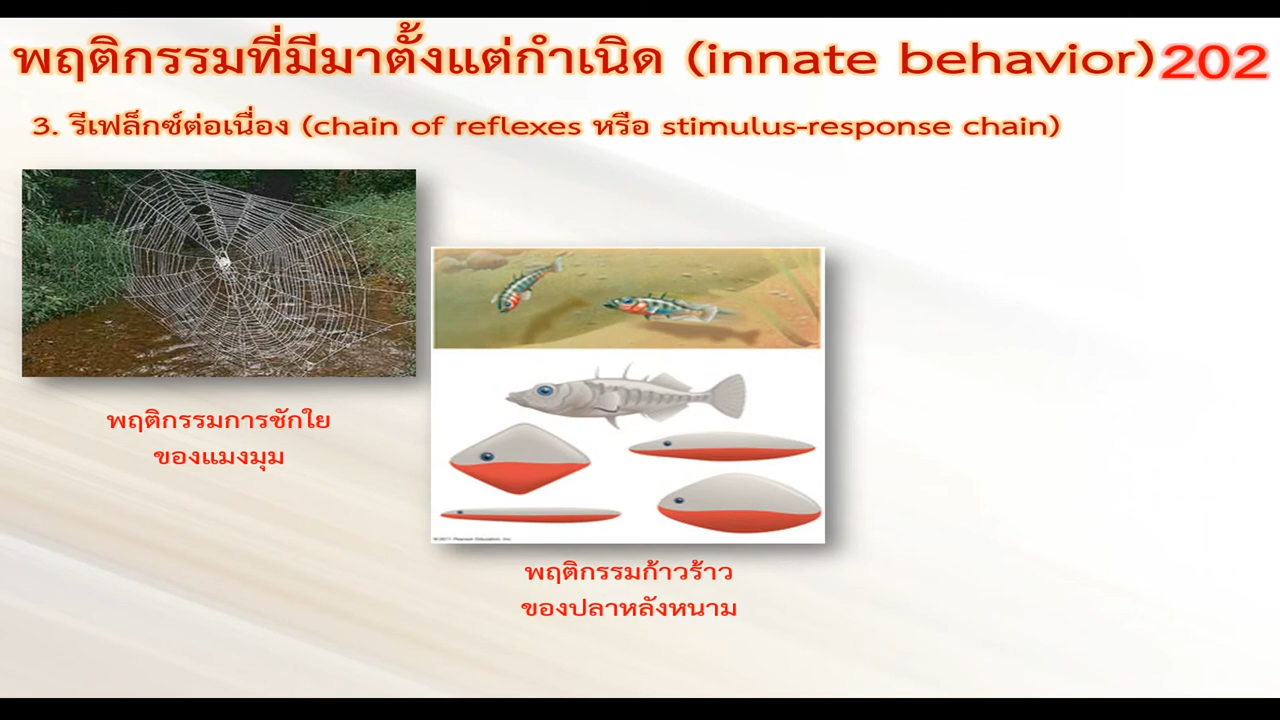 พฤติกรรมที่มีมาตั้งแต่กำเนิด (innate behavior) 202
3. รีเฟล็กซ์ต่อเนื่อง (chain of reflexes หรือ stimulus-response chain)
พฤติกรรมการชักใย
ของแมงมุม
© 2011 Pearson Education, Inc.
พฤติกรรมก้าวร้าว
ของปลาหลังหนาม